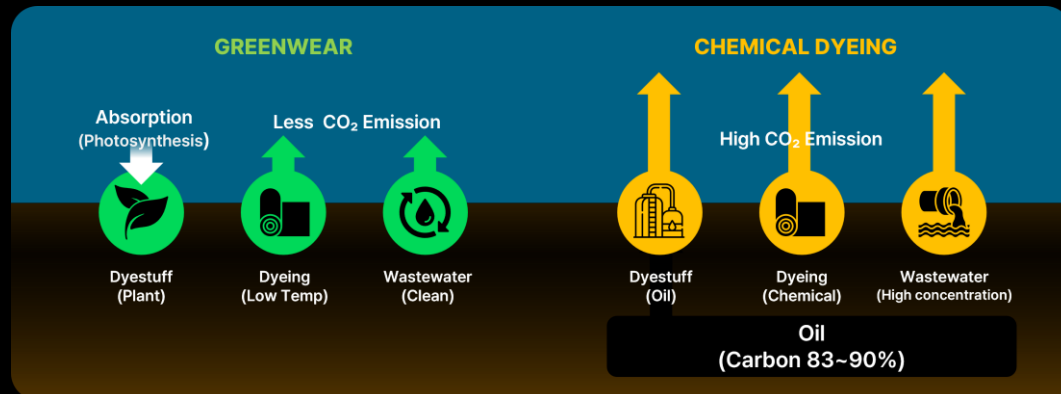 GREENWEAR
Absorption
(Photosynthesis)
Less CO₂ Emission
Dyestuff
(Plant)
Dyeing
(Low Temp)
Wastewater
(Clean)
CHEMICAL DYEING
High CO₂ Emission
Dyestuff
(Oil)
Dyeing
(Chemical)
Wastewater
(High concentration)
Oil
(Carbon 83~90%)